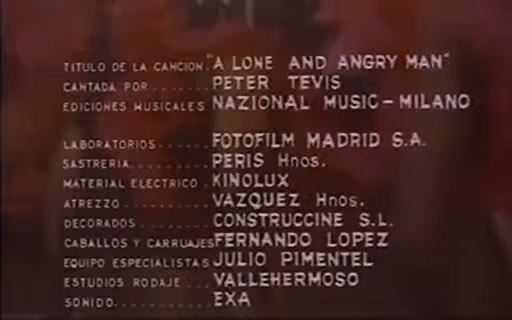 TITULO DE LA CANCION. "A LONE AND ANGRY MAN"
CANTADA POR ....... PETER TEVIS
EDICIONES MUSICALES NAZIONAL MUSIC - MILANO
LABORATORIOS...... FOTOFILM MADRID S.A.
SASTRERIA......... PERIS Hnos.
MATERIAL ELECTRICO . KINOLUX
ATREZZO .......... VAZQUEZ Hnos.
DECORADOS ........ CONSTRUCCINE S.L.
CABALLOS Y CARRUAJES FERNANDO LOPEZ
EQUIPO ESPECIALISTAS JULIO PIMENTEL
ESTUDIOS RODAJE ... VALLEHERMOSO
SONIDO........... EXA